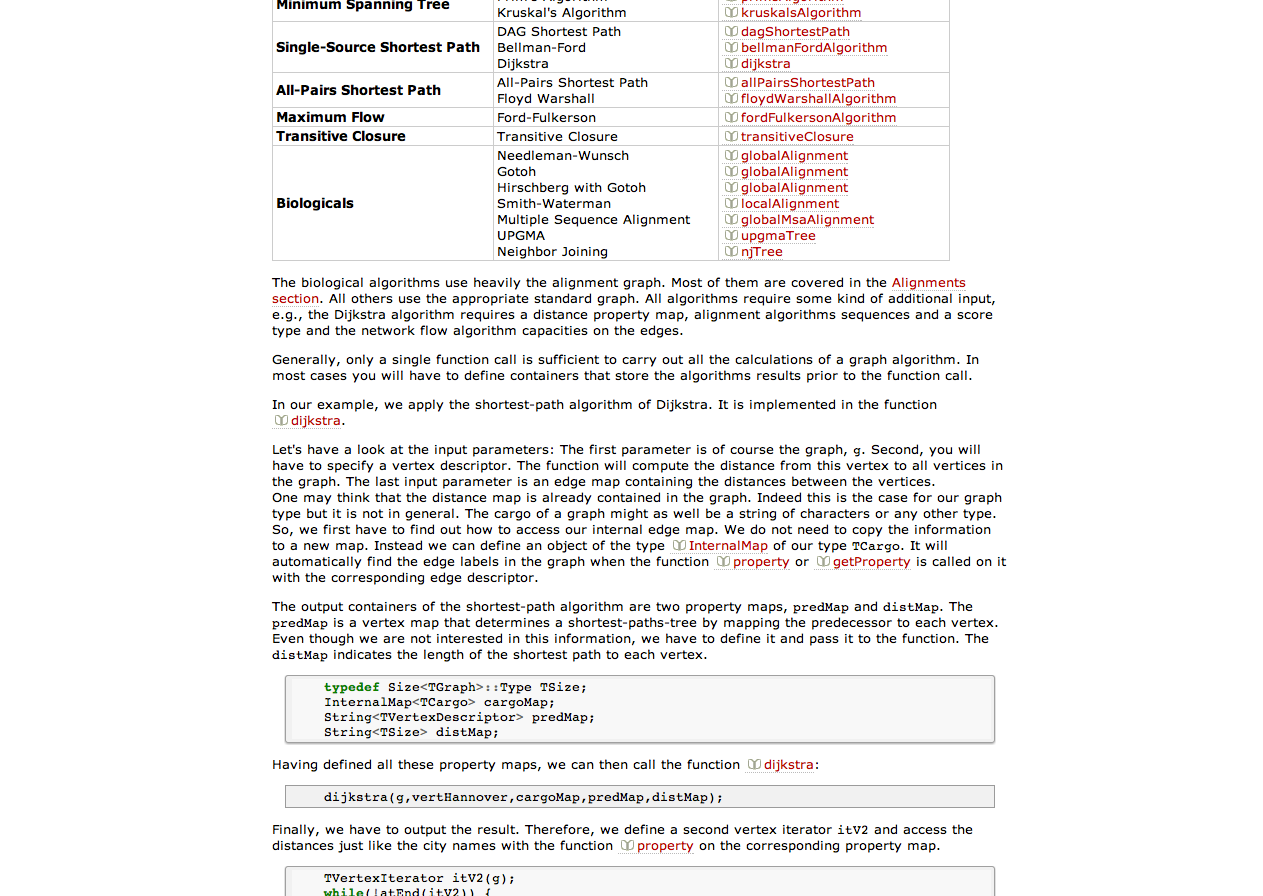 Minimum Spanning Tree
Kruskal's Algorithm kruskalsAlgorithm
DAG Shortest Path dagShortestPath
Single-Source Shortest Path Bellman-Ford bellmanFordAlgorithm
Dijkstra dijkstra
All-Pairs Shortest Path
All-Pairs Shortest Path allPairsShortestPath
Floyd Warshall floydWarshallAlgorithm
Maximum Flow Ford-Fulkerson fordFulkersonAlgorithm
Transitive Closure Transitive Closure transitiveClosure
Needleman-Wunsch globalAlignment
Gotoh globalAlignment
Hirschberg with Gotoh globalAlignment
Biologicals Smith-Waterman localAlignment
Multiple Sequence Alignment globalMsaAlignment
UPGMA upgmaTree
Neighbor Joining njTree
The biological algorithms use heavily the alignment graph. Most of them are covered in the Alignments
section. All others use the appropriate standard graph. All algorithms require some kind of additional input,
e.g., the Dijkstra algorithm requires a distance property map, alignment algorithms sequences and a score
type and the network flow algorithm capacities on the edges.
Generally, only a single function call is sufficient to carry out all the calculations of a graph algorithm. In
most cases you will have to define containers that store the algorithms results prior to the function call.
In our example, we apply the shortest-path algorithm of Dijkstra. It is implemented in the function
dijkstra.
Let's have a look at the input parameters: The first parameter is of course the graph, g. Second, you will
have to specify a vertex descriptor. The function will compute the distance from this vertex to all vertices in
the graph. The last input parameter is an edge map containing the distances between the vertices.
One may think that the distance map is already contained in the graph. Indeed this is the case for our graph
type but it is not in general. The cargo of a graph might as well be a string of characters or any other type.
So, we first have to find out how to access our internal edge map. We do not need to copy the information
to a new map. Instead we can define an object of the type InternalMap of our type TCargo. It will
automatically find the edge labels in the graph when the function property or getProperty is called on it
with the corresponding edge descriptor.
The output containers of the shortest-path algorithm are two property maps, predMap and distMap. The
predMap is a vertex map that determines a shortest-paths-tree by mapping the predecessor to each vertex.
Even though we are not interested in this information, we have to define it and pass it to the function. The
distMap indicates the length of the shortest path to each vertex.
typedef Size<TGraph>::Type TSize;
InternalMap<TCargo> cargoMap;
String<TVertexDescriptor> predMap;
String<TSize> distMap;
Having defined all these property maps, we can then call the function dijkstra:
dijkstra(g,vertHannover,cargoMap,predMap,distMap);
Finally, we have to output the result. Therefore, we define a second vertex iterator itV2 and access the
distances just like the city names with the function property on the corresponding property map.
TVertexIterator itV2(g);
while(!atEnd(itV2)) {